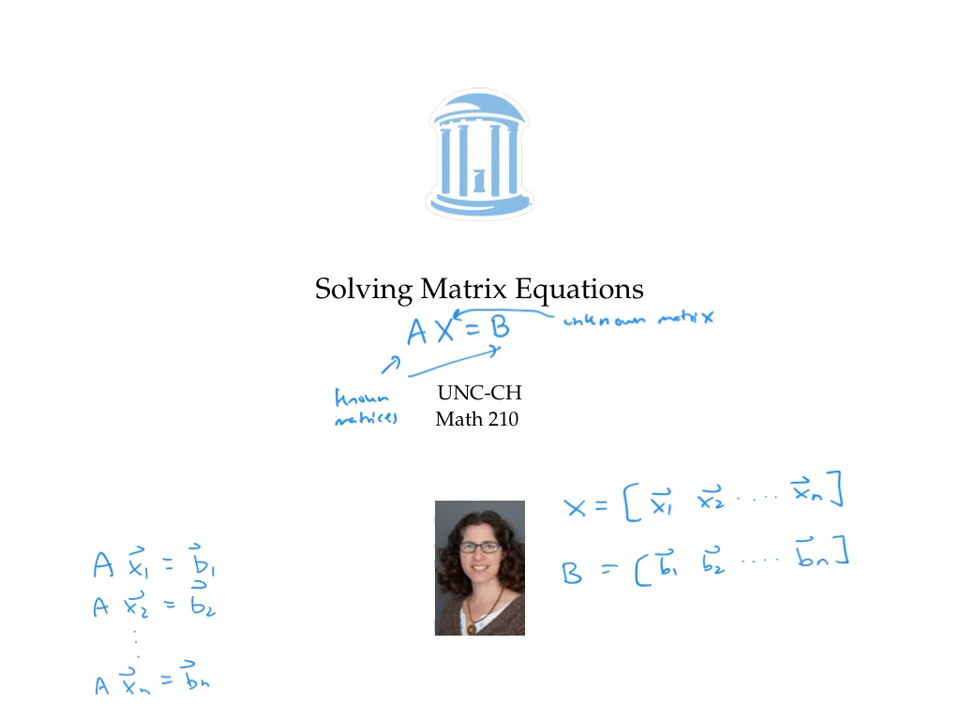 Solving Matrix Equations
A X = B
unknown matrix
known
matrices
UNC-CH
Math 210
X = [ x⃗₁ x⃗₂ .... x⃗ₙ ]
B = [ b⃗₁ b⃗₂ .... b⃗ₙ ]
A x⃗₁ = b⃗₁
A x⃗₂ = b⃗₂
⋮
A x⃗ₙ = b⃗ₙ